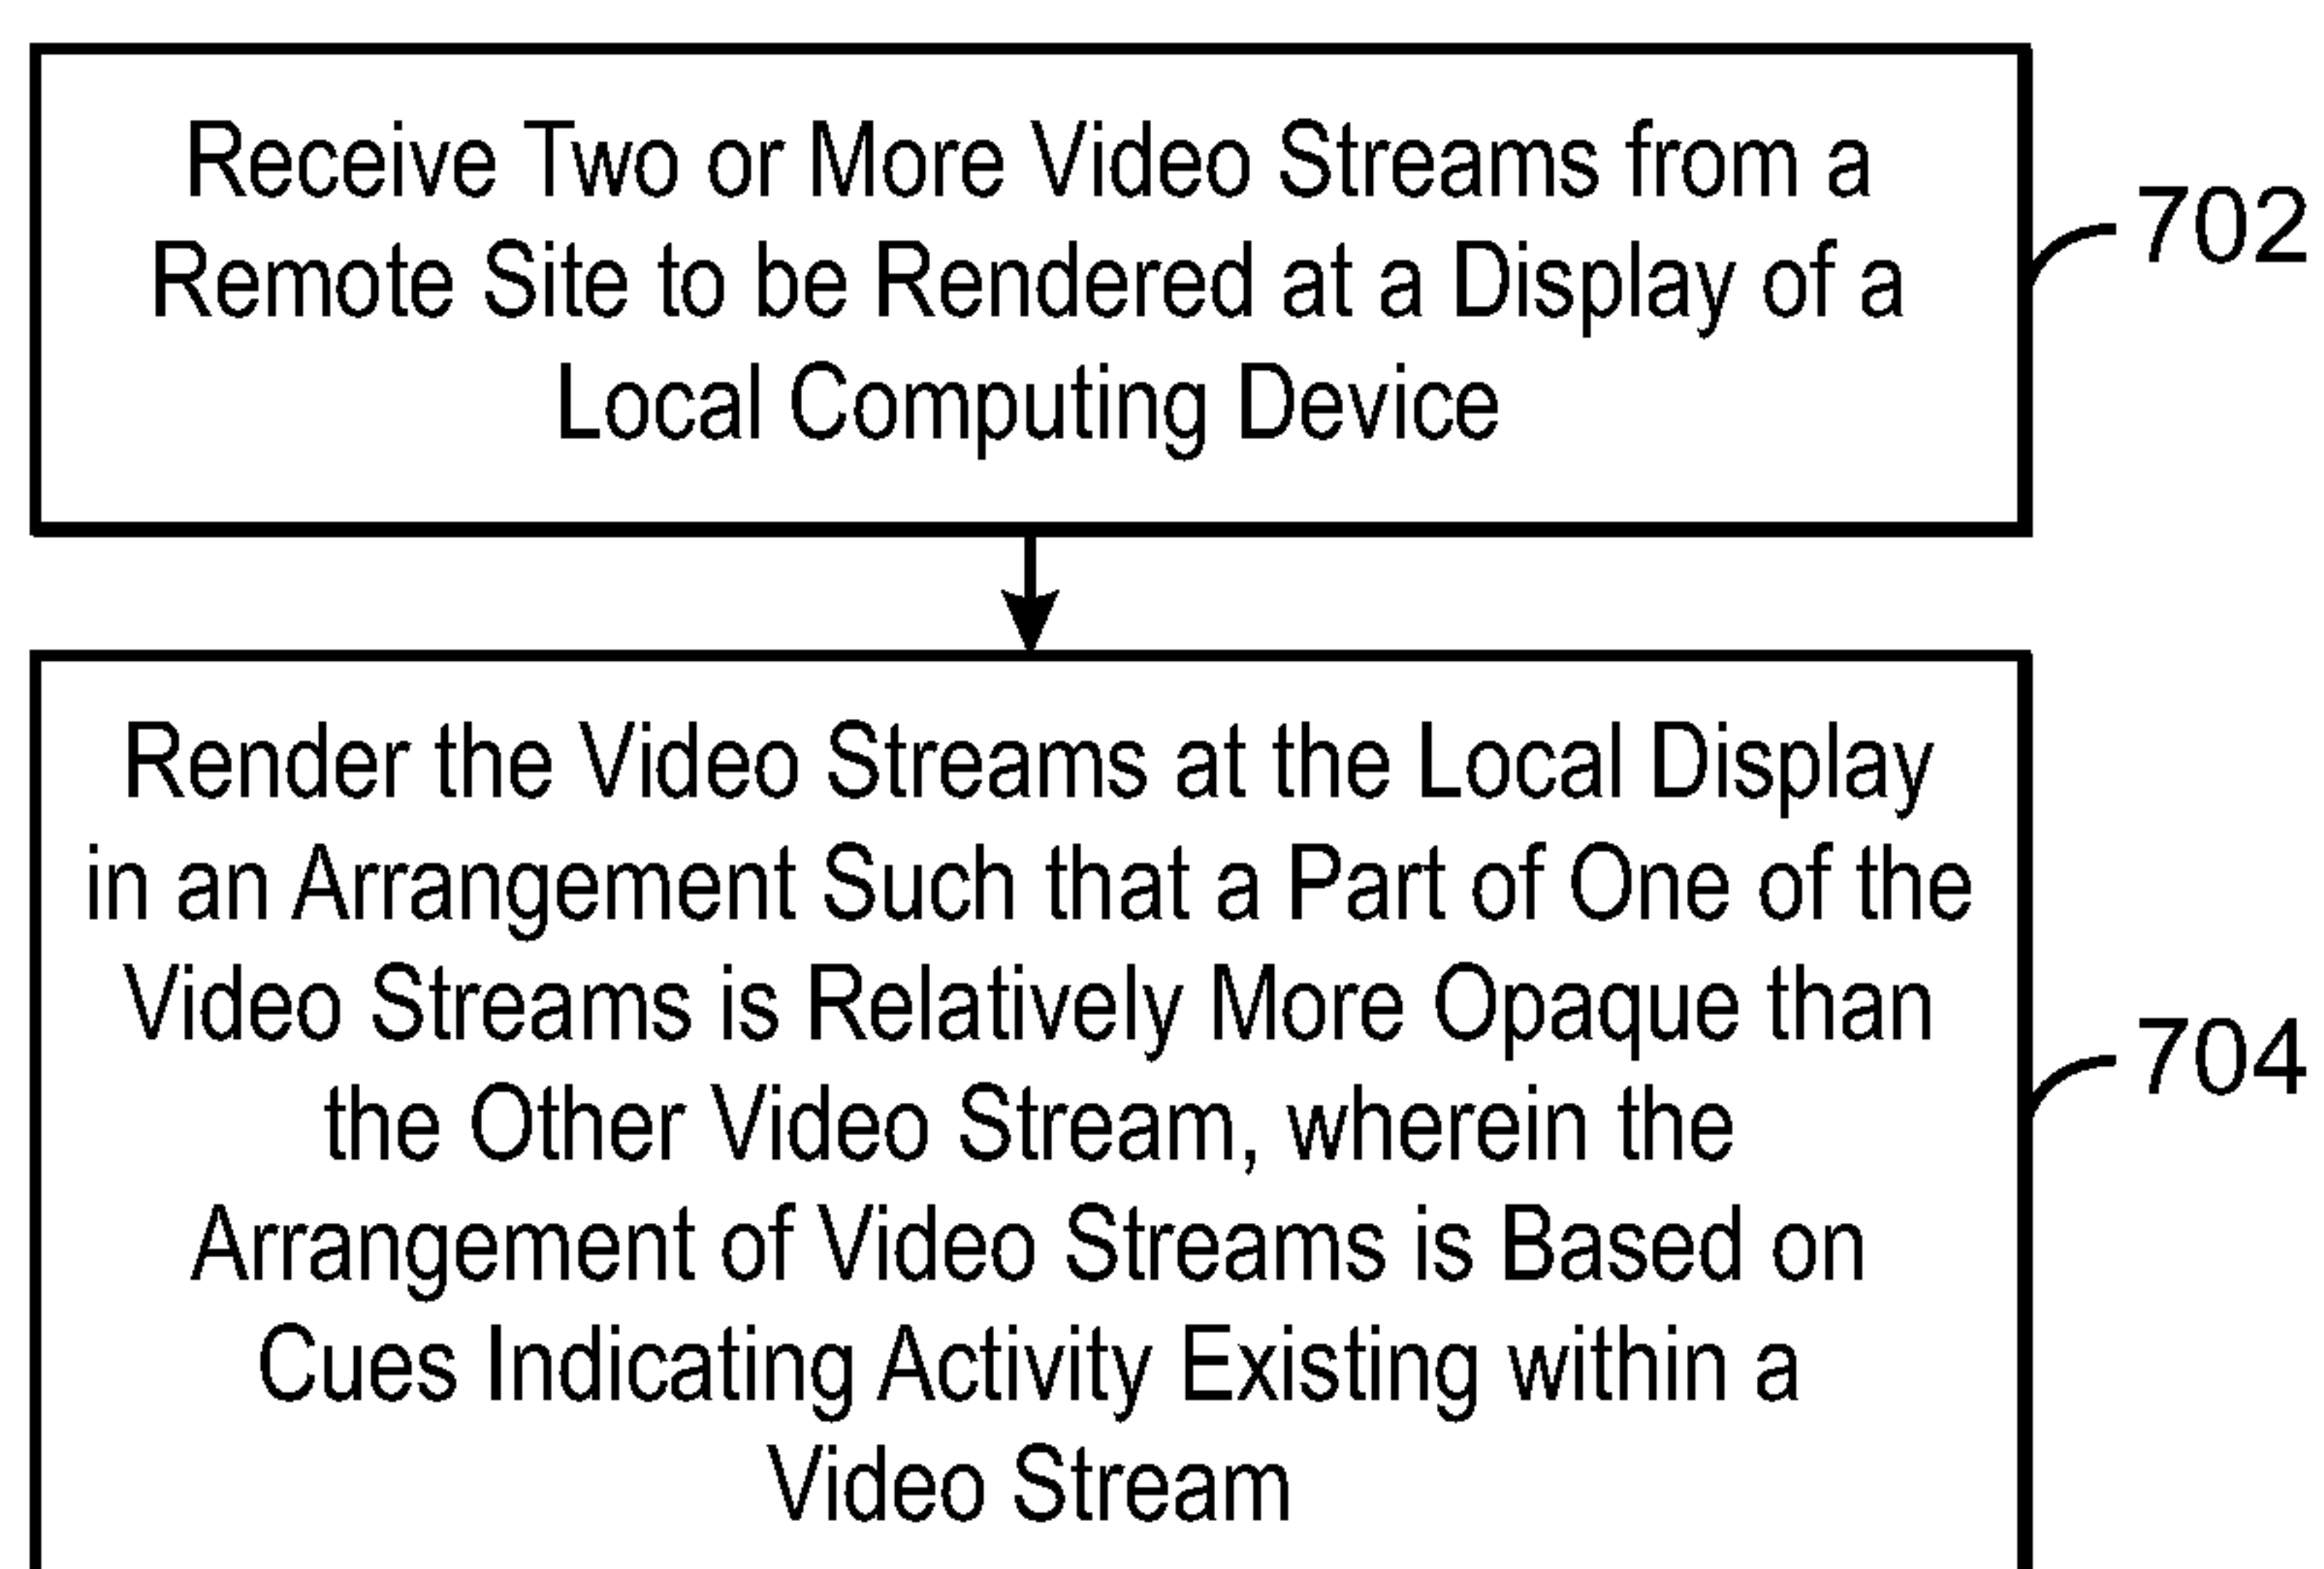 Receive Two or More Video Streams from a
Remote Site to be Rendered at a Display of a
Local Computing Device
702
Render the Video Streams at the Local Display
in an Arrangement Such that a Part of One of the
Video Streams is Relatively More Opaque than
the Other Video Stream, wherein the
Arrangement of Video Streams is Based on
Cues Indicating Activity Existing within a
Video Stream
704